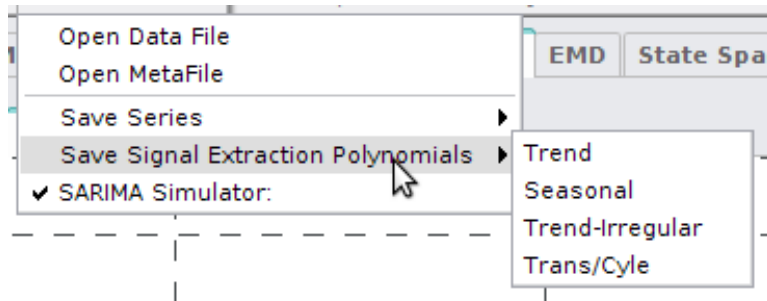 Open Data File
Open MetaFile
EMD
State Spa
Save Series
Save Signal Extraction Polynomials
Trend
SARIMA Simulator:
Seasonal
Trend-Irregular
Trans/Cyle